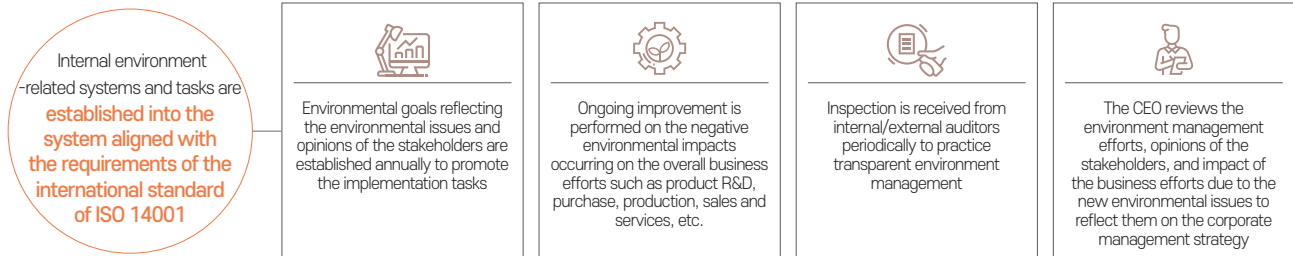 Internal environment
-related systems and tasks are
established into the
system aligned with
the requirements of the
international standard
of ISO 14001
Environmental goals reflecting
the environmental issues and
opinions of the stakeholders are
established annually to promote
the implementation tasks
Ongoing improvement is
performed on the negative
environmental impacts
occurring on the overall business
efforts such as product R&D,
purchase, production, sales and
services, etc.
Inspection is received from
internal/external auditors
periodically to practice
transparent environment
management
The CEO reviews the
environment management
efforts, opinions of the
stakeholders, and impact of
the business efforts due to the
new environmental issues to
reflect them on the corporate
management strategy